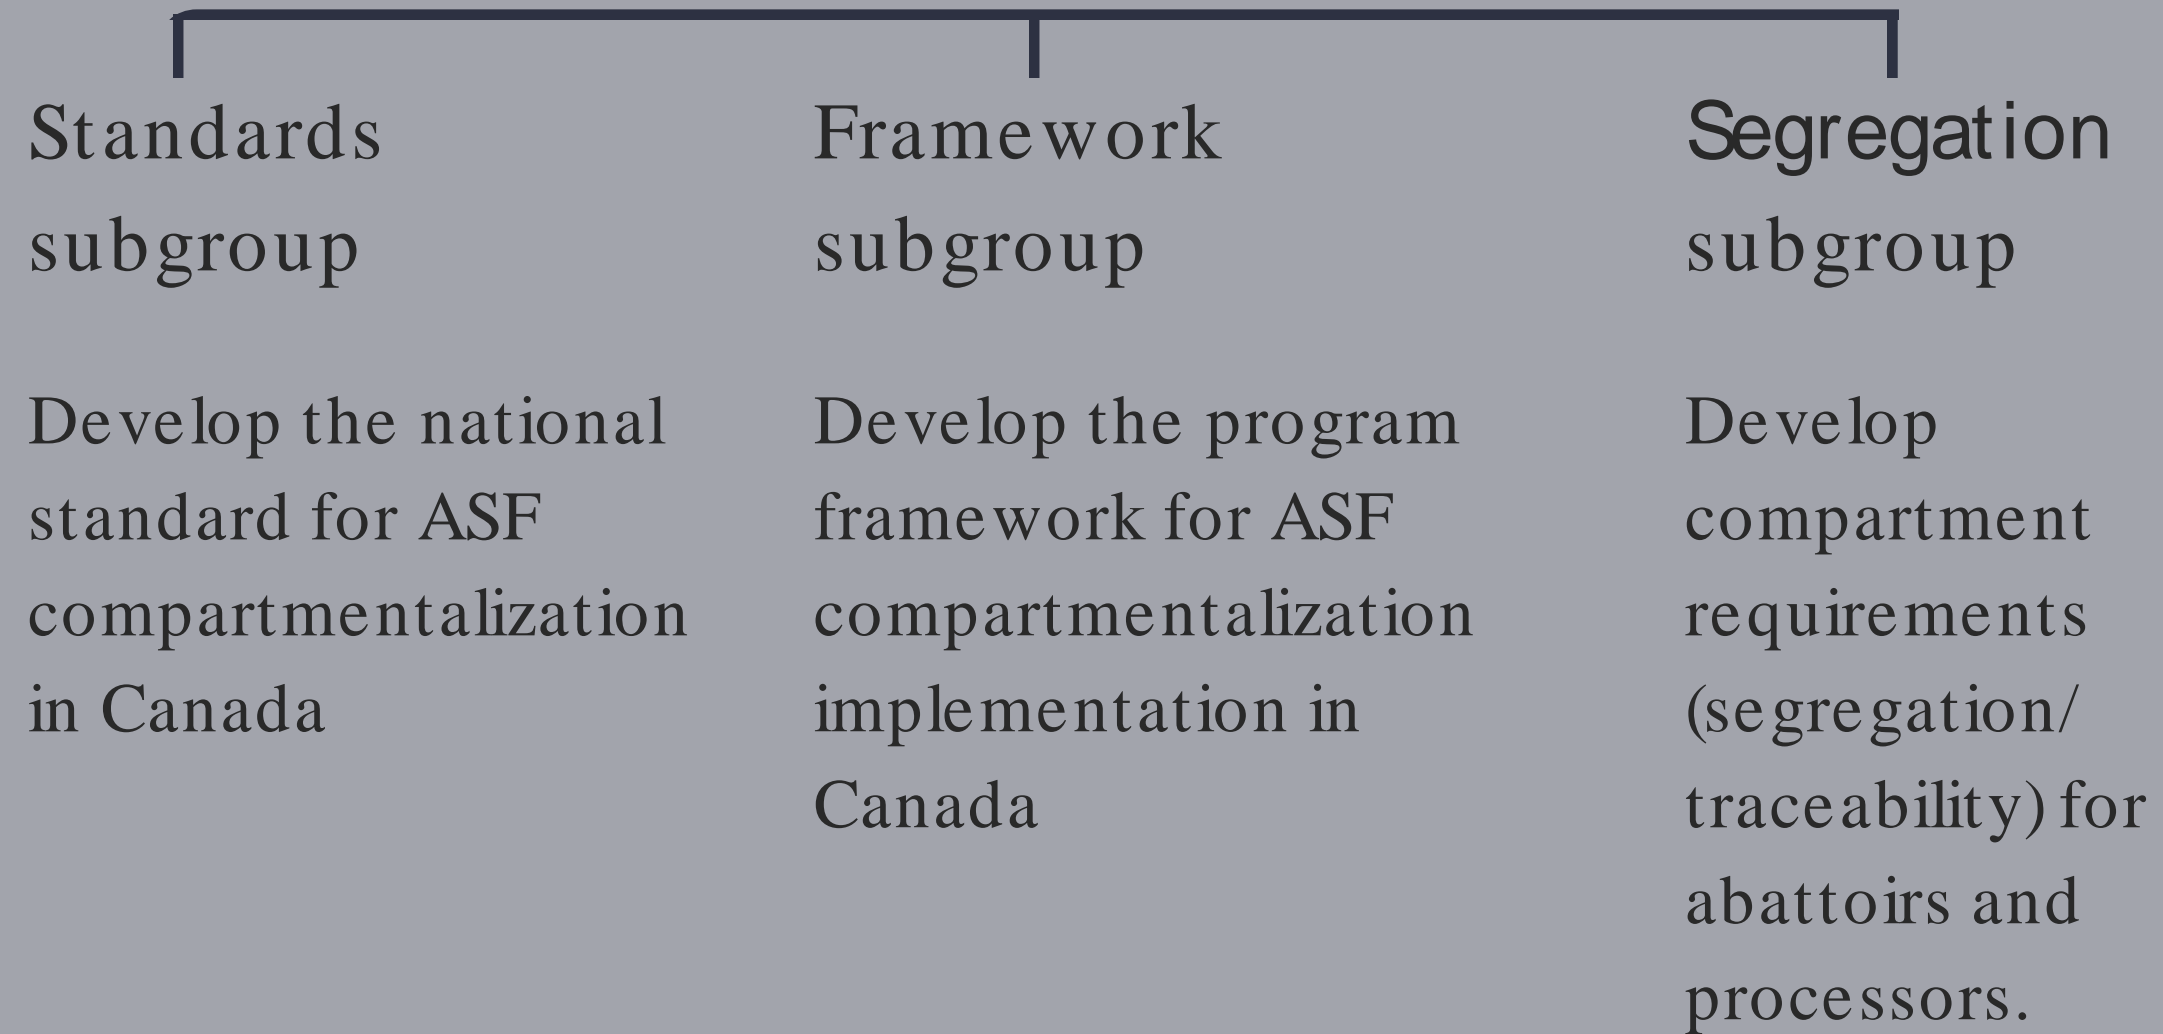 Standards
subgroup
Develop the national
standard for ASF
compartmentalization
in Canada
Framework
subgroup
Develop the program
framework for ASF
compartmentalization
implementation in
Canada
Segregation
subgroup
Develop
compartment
requirements
(segregation/
traceability) for
abattoirs and
processors.